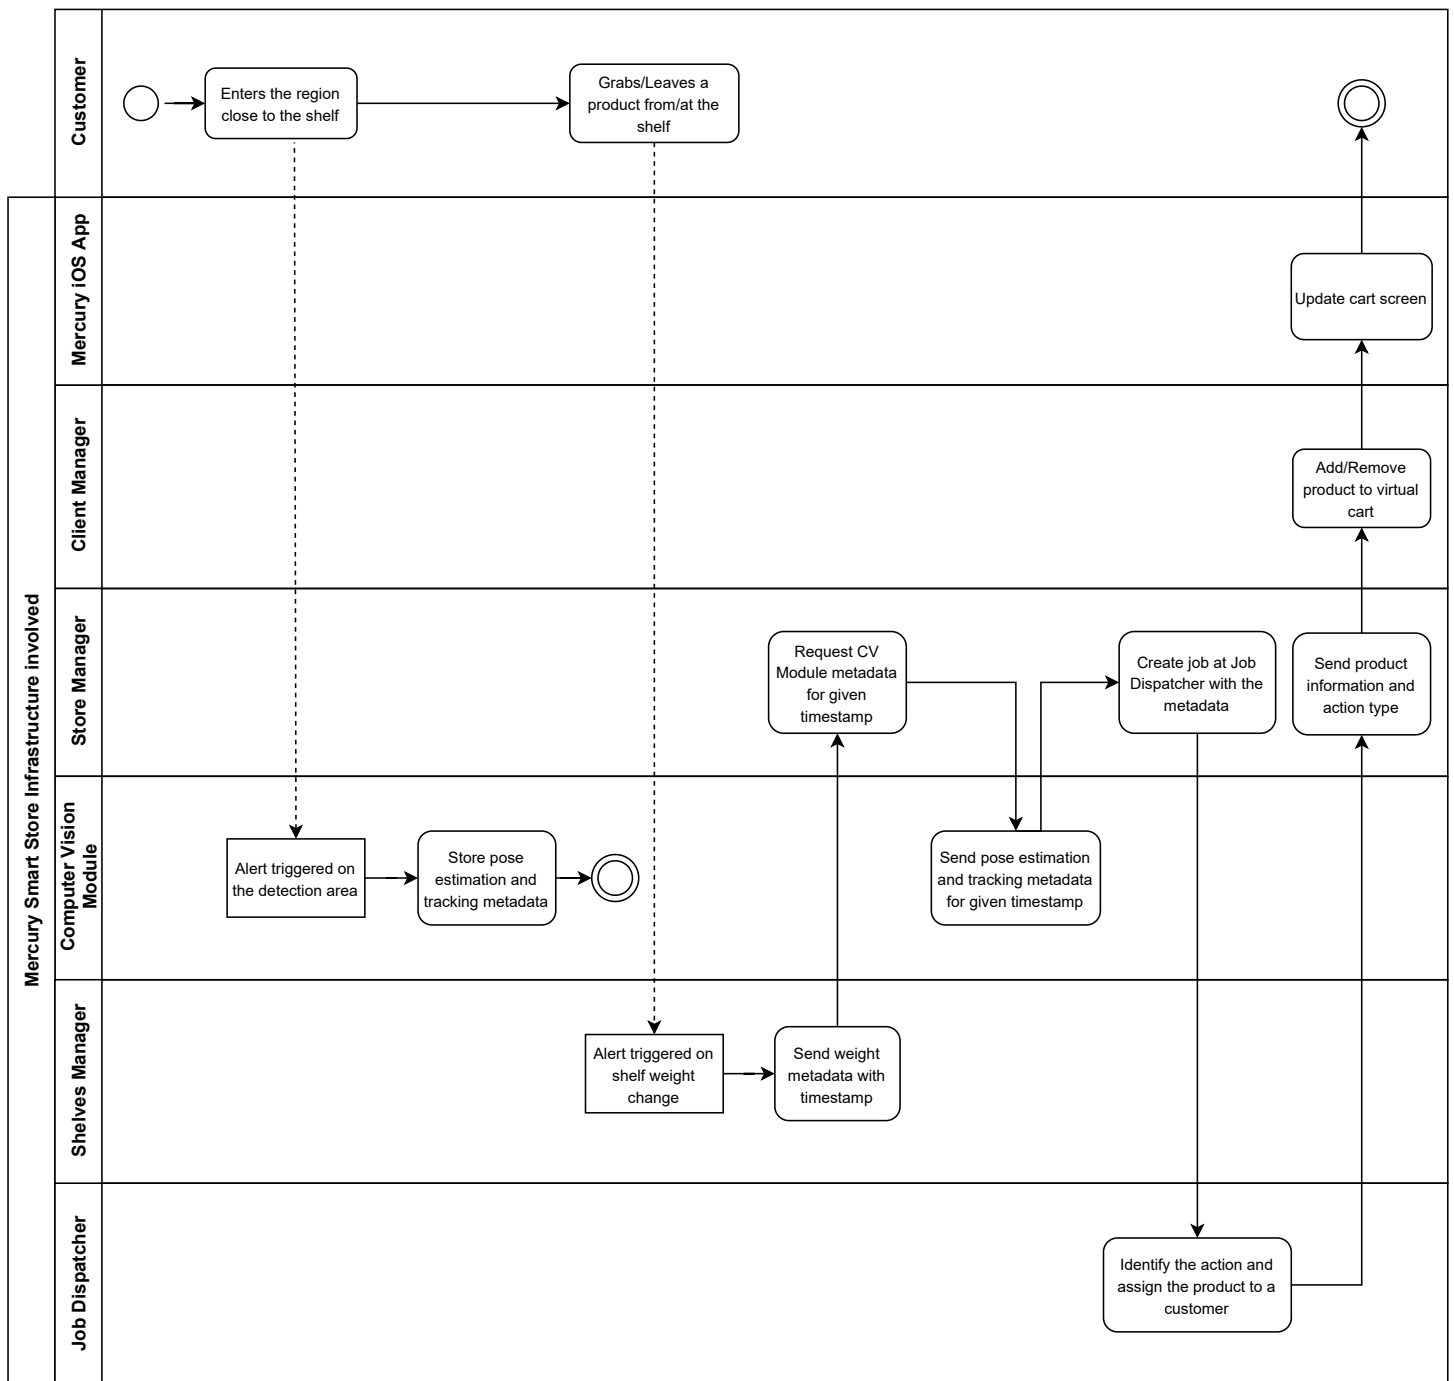 Customer
Enters the region
close to the shelf
Grabs/Leaves a
product from/at the
shelf
Mercury Smart Store Infrastructure involved
Mercury iOS App
Update cart screen
Client Manager
Add/Remove
product to virtual
cart
Store Manager
Request CV
Module metadata
for given
timestamp
Create job at Job
Dispatcher with the
metadata
Send product
information and
action type
Computer Vision
Module
Alert triggered on
the detection area
Store pose
estimation and
tracking metadata
Send pose estimation
and tracking metadata
for given timestamp
Shelves Manager
Alert triggered on
shelf weight
change
Send weight
metadata with
timestamp
Job Dispatcher
Identify the action and
assign the product to a
customer